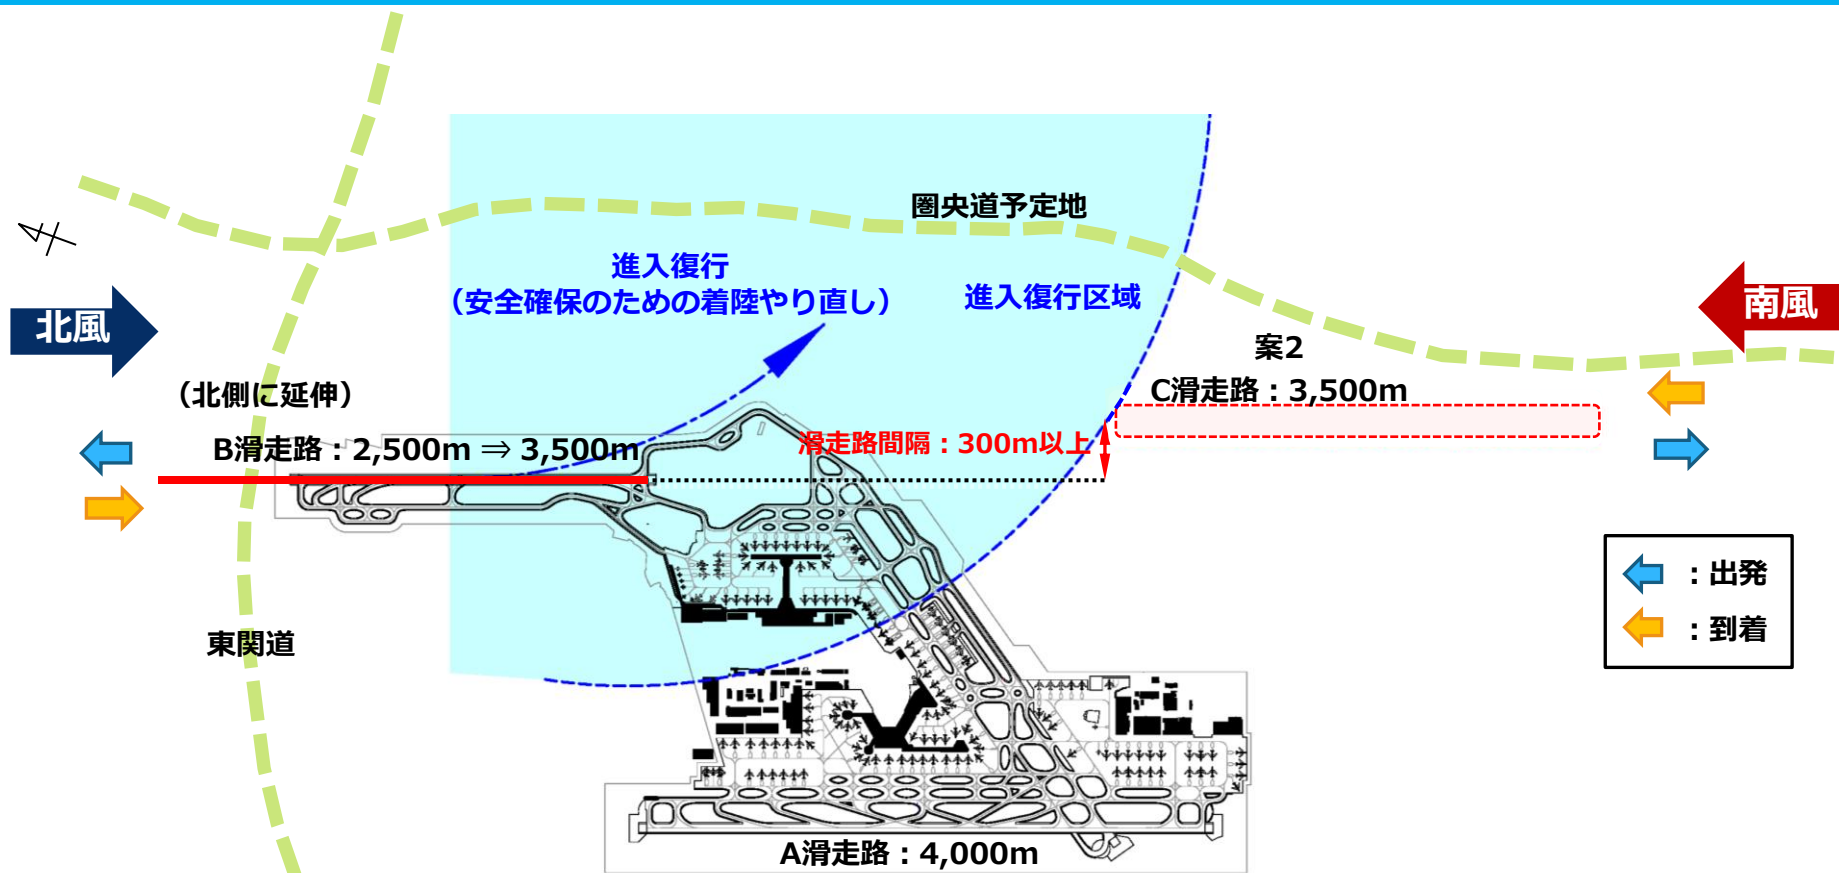 圏央道予定地
進入復行
（安全確保のための着陸やり直し）
進入復行区域
北風
南風
案2
C滑走路：3,500m
（北側に延伸）
B滑走路：2,500m ⇒ 3,500m
滑走路間隔：300m以上
東関道
：出発
：到着
A滑走路：4,000m